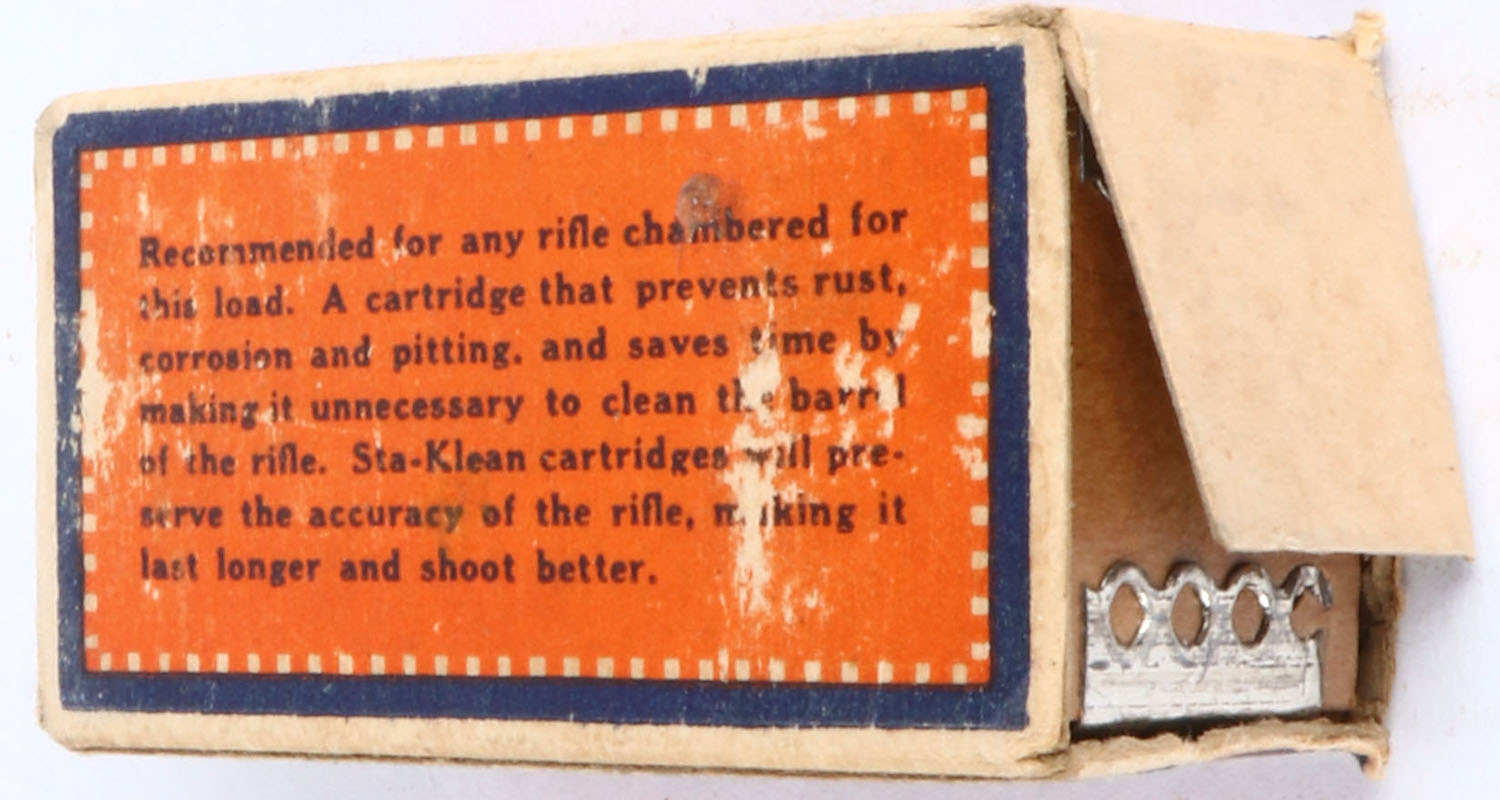 Recommended for any rifle chambered for
this load. A cartridge that prevents rust,
corrosion and pitting. and saves time by
making it unnecessary to clean the barrel
of the rifle. Sta-Klean cartridges will pre-
serve the accuracy of the rifle, making it
last longer and shoot better.